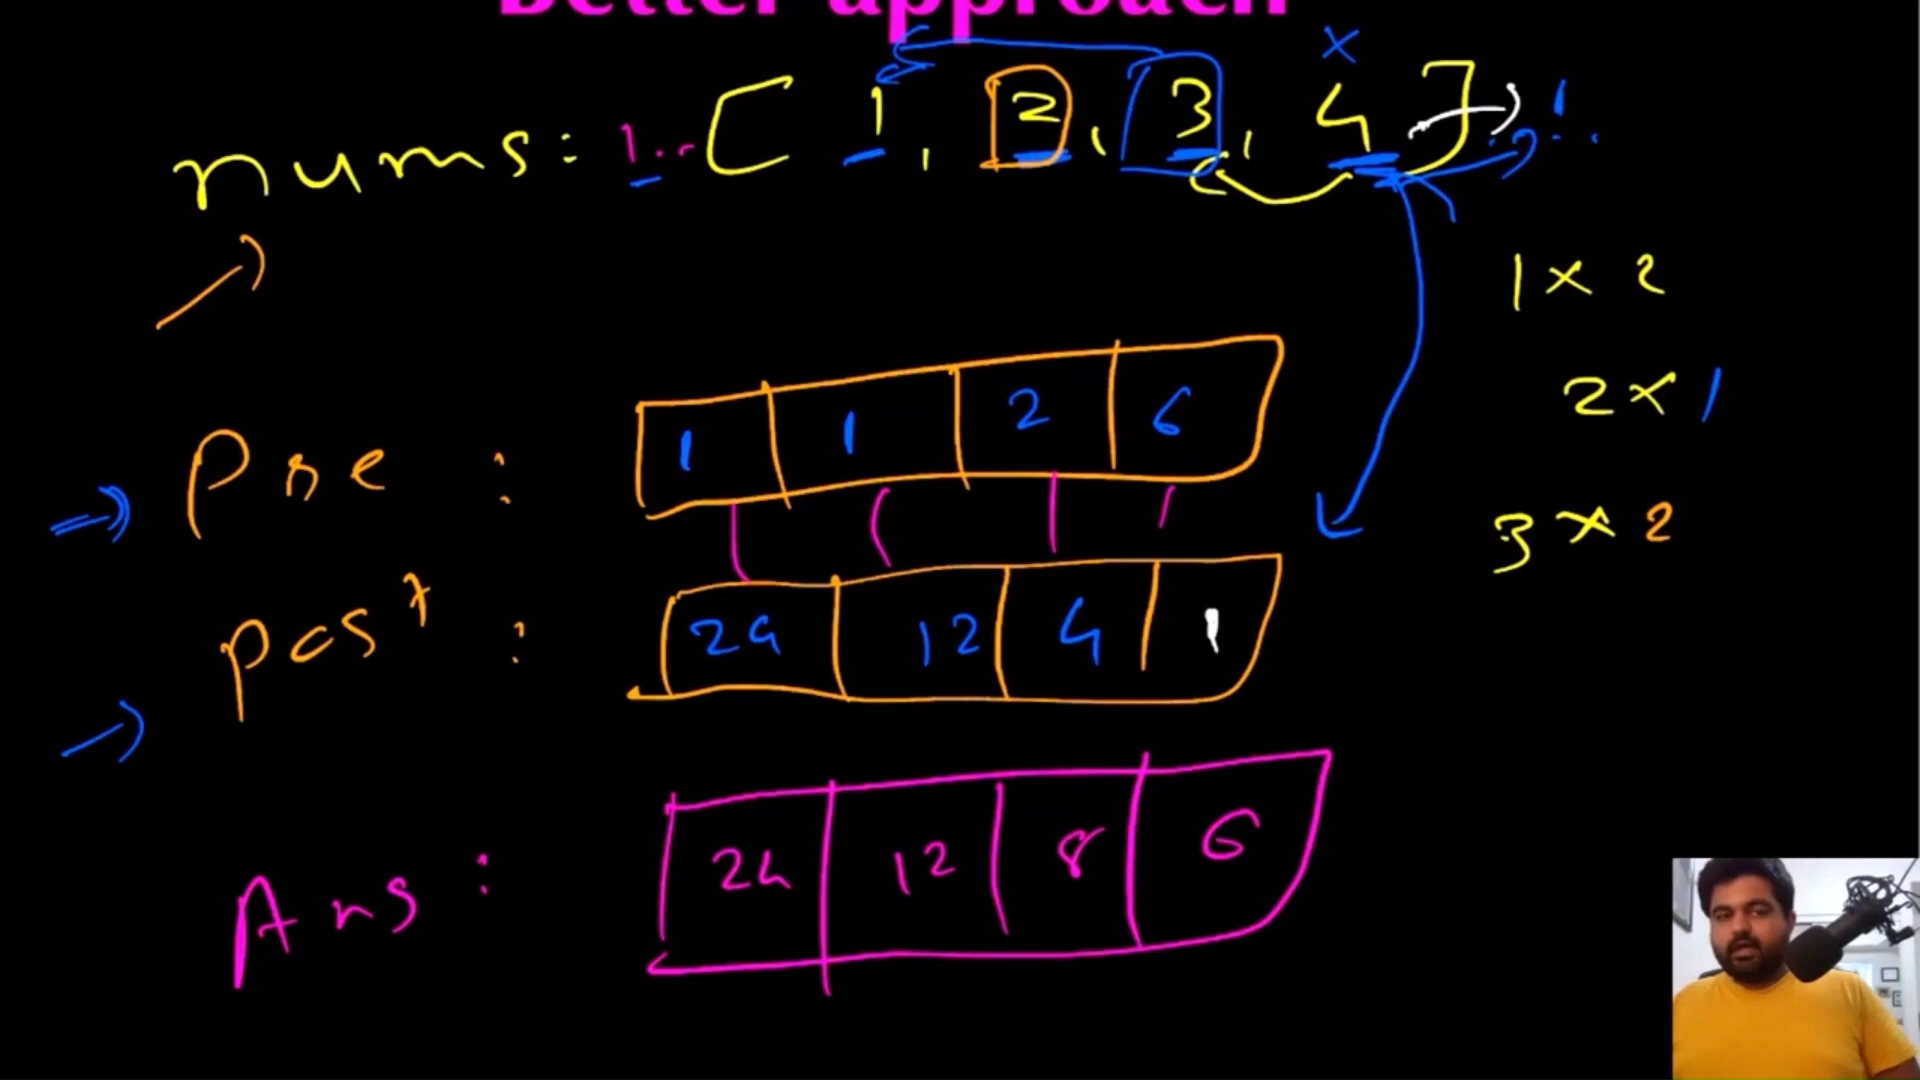 Better approach
x
nums: 1.. [ 1, 2, 3, 4 ] 1.
1 x 2
2 x 1
3 x 2
Pre : 1 1 2 6
post : 24 12 4 1
Ans : 24 12 8 6